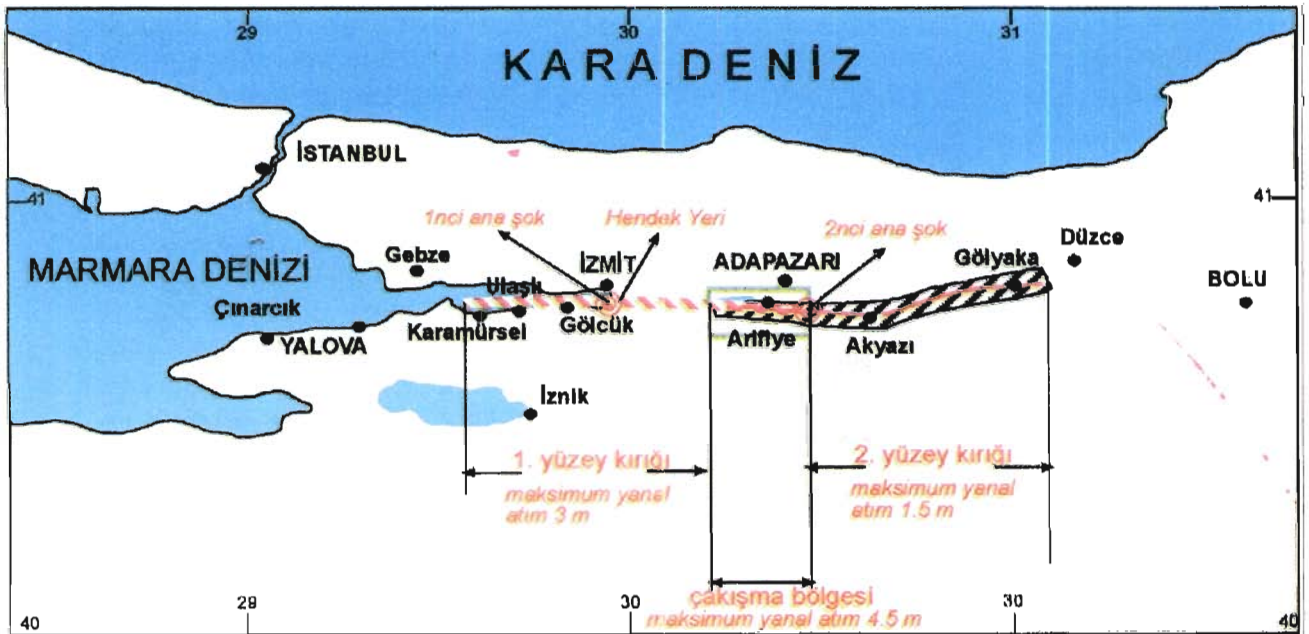 29
30
31
KARA DENİZ
İSTANBUL
41
41
1nci ana şok
Hendek Yeri
2nci ana şok
Düzce
Gebze
İZMİT
ADAPAZARI
Gölyaka
MARMARA DENİZİ
Ulaşlı
BOLU
Çınarcık
Karamürsel
Gölcük
Arifiye
Akyazı
YALOVA
İznik
1. yüzey kırığı
maksimum yanal
atım 3 m
2. yüzey kırığı
maksimum yanal
atım 1.5 m
çakışma bölgesi
maksimum yanal atım 4.5 m
40
29
30
30
40